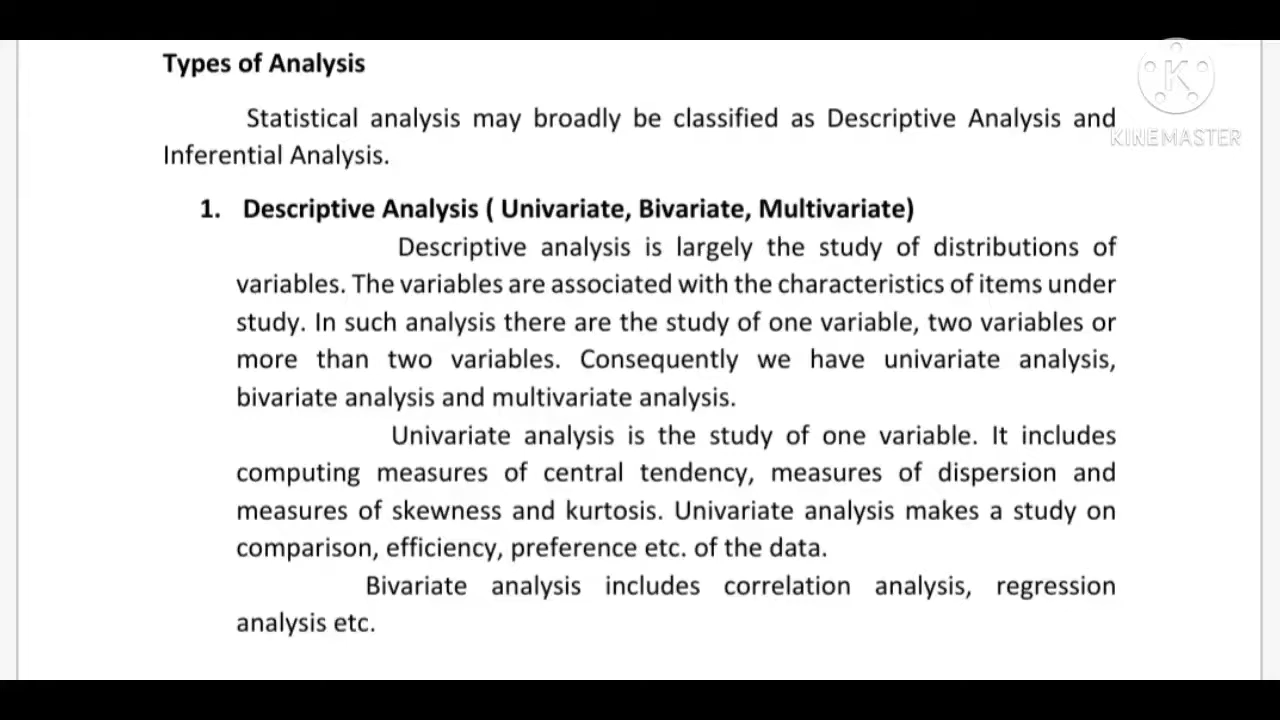 Types of Analysis
K
KINEMASTER
Statistical analysis may broadly be classified as Descriptive Analysis and
Inferential Analysis.
1. Descriptive Analysis ( Univariate, Bivariate, Multivariate)
Descriptive analysis is largely the study of distributions of
variables. The variables are associated with the characteristics of items under
study. In such analysis there are the study of one variable, two variables or
more than two variables. Consequently we have univariate analysis,
bivariate analysis and multivariate analysis.
Univariate analysis is the study of one variable. It includes
computing measures of central tendency, measures of dispersion and
measures of skewness and kurtosis. Univariate analysis makes a study on
comparison, efficiency, preference etc. of the data.
Bivariate analysis includes correlation analysis, regression
analysis etc.